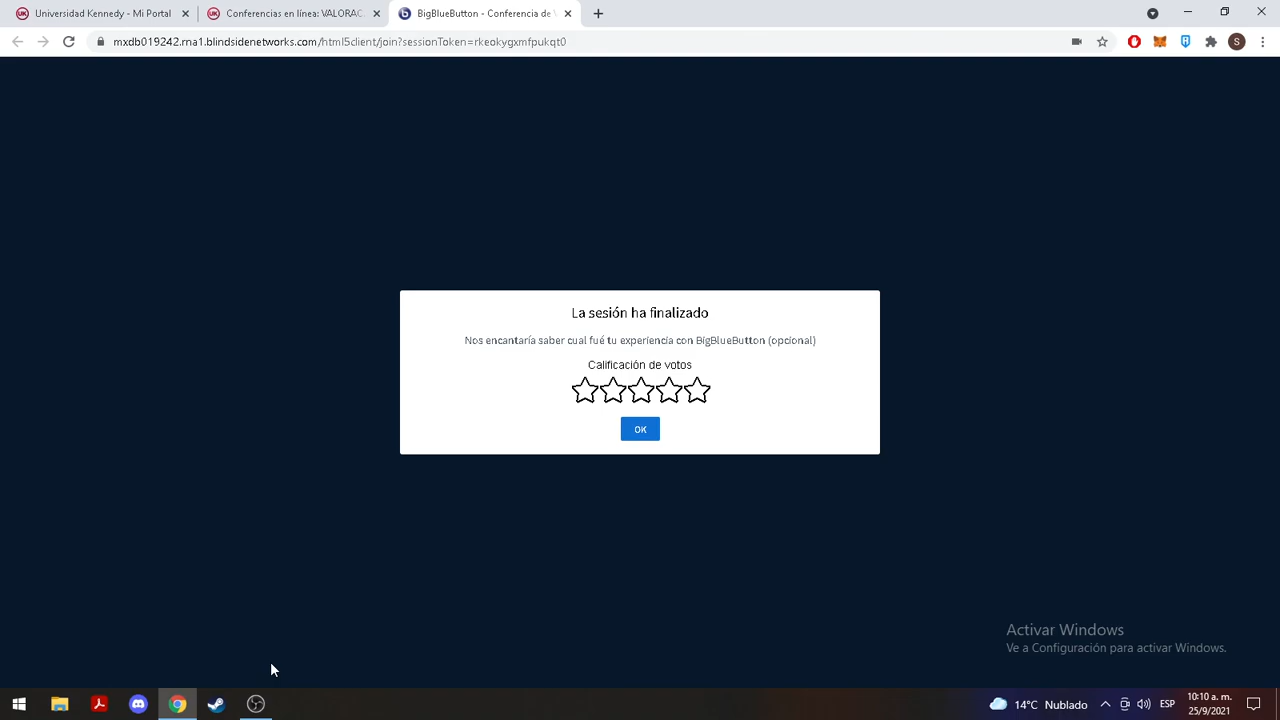 Universidad Kennedy - Mi Portal
Conferencias en línea: VALORAC
BigBlueButton - Conferencia de V
mxdb019242.rna1.blindsidenetworks.com/html5client/join?sessionToken=rkeokygxmfpukqt0
S
La sesión ha finalizado
Nos encantaría saber cual fué tu experiencia con BigBlueButton (opcional)
Calificación de votos
OK
Activar Windows
Ve a Configuración para activar Windows.
14°C Nublado
ESP
10:10 a. m.
25/9/2021